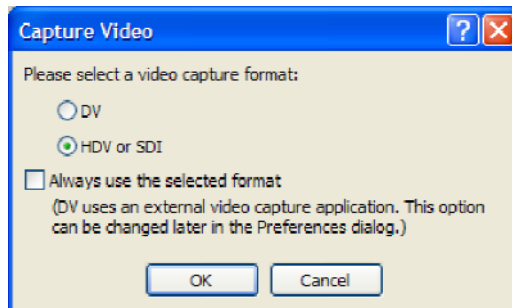 Capture Video
?
Please select a video capture format:
DV
HDV or SDI
Always use the selected format
(DV uses an external video capture application. This option
can be changed later in the Preferences dialog.)
OK Cancel